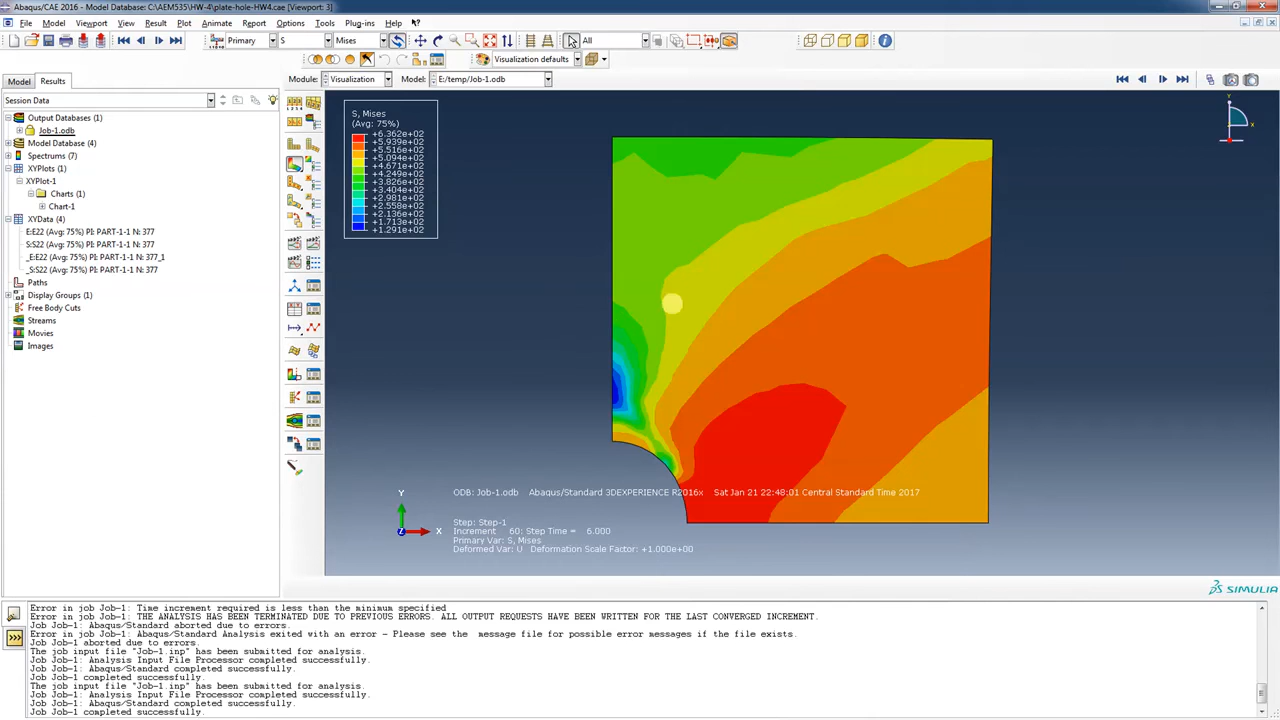 Abaqus/CAE 2016 - Model Database: C:\AEM535\HW-4\plate-hole-HW4.cae [Viewport: 3]
File Model Viewport View Result Plot Animate Report Options Tools Plug-ins Help
Primary S Mises All
Visualization defaults
Model Results Module: Visualization Model: E:/temp/Job-1.odb
Session Data
Output Databases (1)
Job-1.odb
Model Database (4)
Spectrums (7)
XYPlots (1)
XYPlot-1
Charts (1)
Chart-1
XYData (4)
E:E22 (Avg: 75%) PI: PART-1-1 N: 377
S:S22 (Avg: 75%) PI: PART-1-1 N: 377
_E:E22 (Avg: 75%) PI: PART-1-1 N: 377_1
_S:S22 (Avg: 75%) PI: PART-1-1 N: 377
Paths
Display Groups (1)
Free Body Cuts
Streams
Movies
Images
S, Mises
(Avg: 75%)
+6.362e+02
+5.939e+02
+5.516e+02
+5.094e+02
+4.671e+02
+4.249e+02
+3.826e+02
+3.404e+02
+2.981e+02
+2.558e+02
+2.136e+02
+1.713e+02
+1.291e+02
Y
X
Z
ODB: Job-1.odb Abaqus/Standard 3DEXPERIENCE R2016x Sat Jan 21 22:48:01 Central Standard Time 2017
Step: Step-1
Increment 60: Step Time = 6.000
Primary Var: S, Mises
Deformed Var: U Deformation Scale Factor: +1.000e+00
SIMULIA
Error in job Job-1: Time increment required is less than the minimum specified
Error in job Job-1: THE ANALYSIS HAS BEEN TERMINATED DUE TO PREVIOUS ERRORS. ALL OUTPUT REQUESTS HAVE BEEN WRITTEN FOR THE LAST CONVERGED INCREMENT.
Job Job-1: Abaqus/Standard aborted due to errors.
Error in job Job-1: Abaqus/Standard Analysis exited with an error - Please see the message file for possible error messages if the file exists.
Job Job-1 aborted due to errors.
The job input file "Job-1.inp" has been submitted for analysis.
Job Job-1: Analysis Input File Processor completed successfully.
Job Job-1: Abaqus/Standard completed successfully.
Job Job-1 completed successfully.
The job input file "Job-1.inp" has been submitted for analysis.
Job Job-1: Analysis Input File Processor completed successfully.
Job Job-1: Abaqus/Standard completed successfully.
Job Job-1 completed successfully.